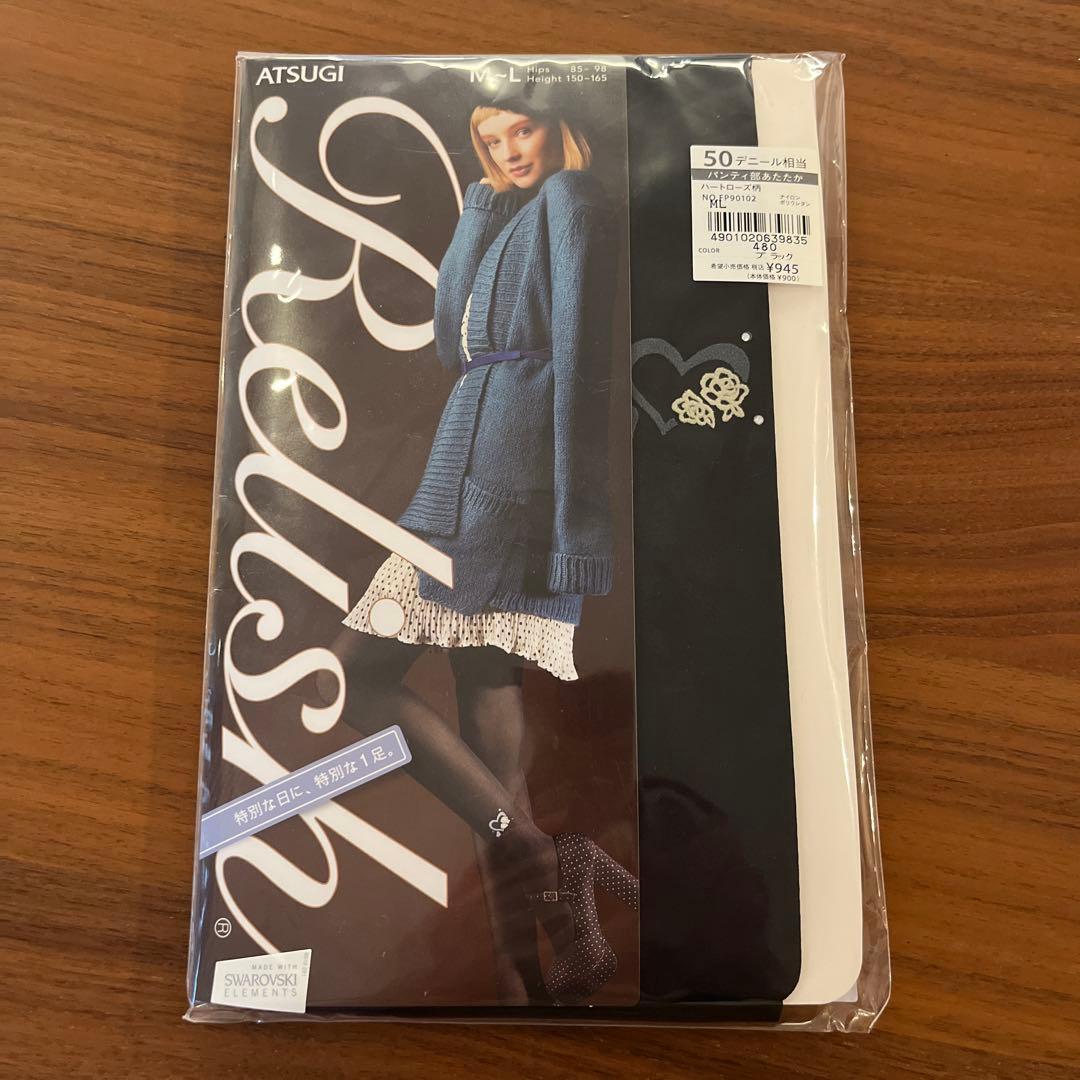 ATSUGI
M~L
Hips 85- 98
Height 150-165
Relish
®
特別な日に、特別な1足。
MADE WITH
SWAROVSKI
ELEMENTS
50デニール相当
パンティ部あたたか
ハートローズ柄
NO.FP90102
ナイロン
ポリウレタン
ML
4901020639835
COLOR
480
ブラック
希望小売価格 税込 ¥945
(本体価格 ¥900)